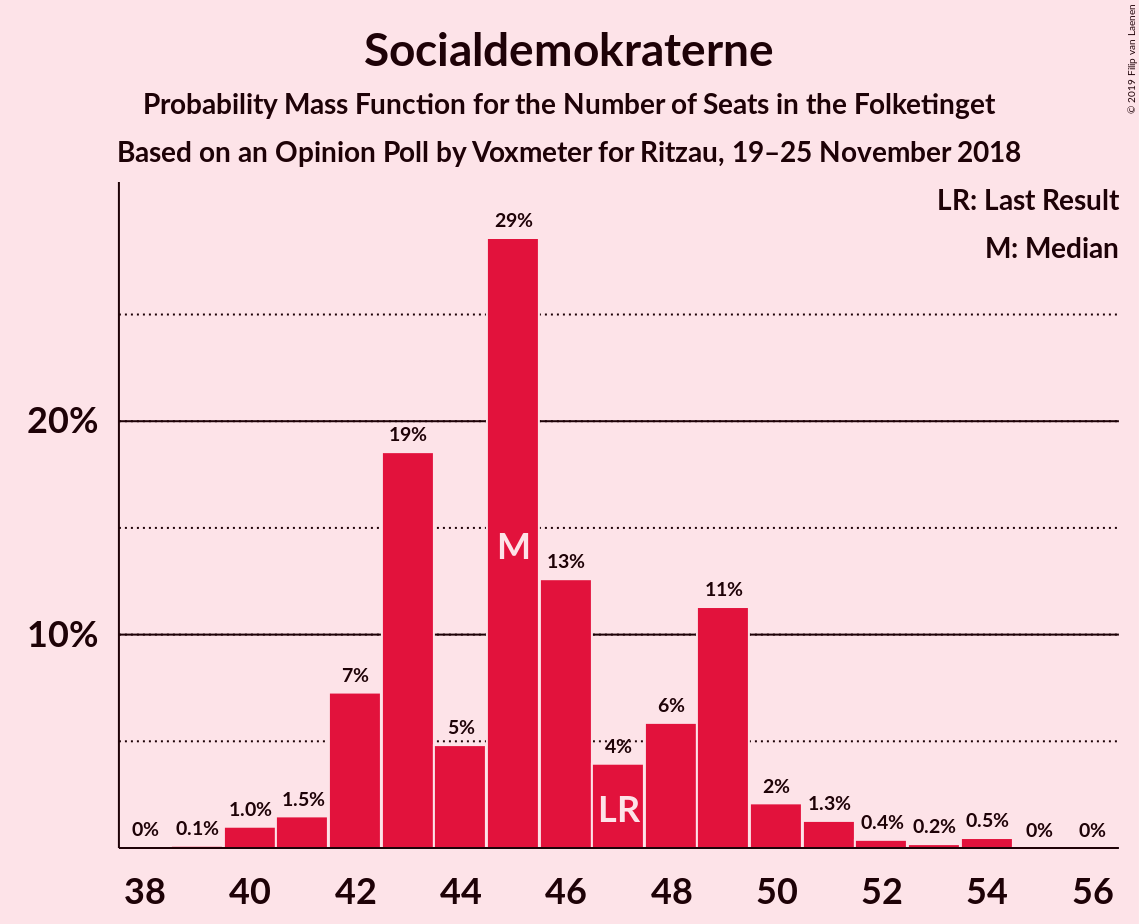 Socialdemokraterne
Probability Mass Function for the Number of Seats in the Folketinget
Based on an Opinion Poll by Voxmeter for Ritzau, 19–25 November 2018
© 2019 Filip van Laenen
LR: Last Result
M: Median
20%
10%
0%
0.1%
1.0%
1.5%
7%
19%
5%
29%
13%
4%
6%
11%
2%
1.3%
0.4%
0.2%
0.5%
0%
0%
M
LR
38 40 42 44 46 48 50 52 54 56